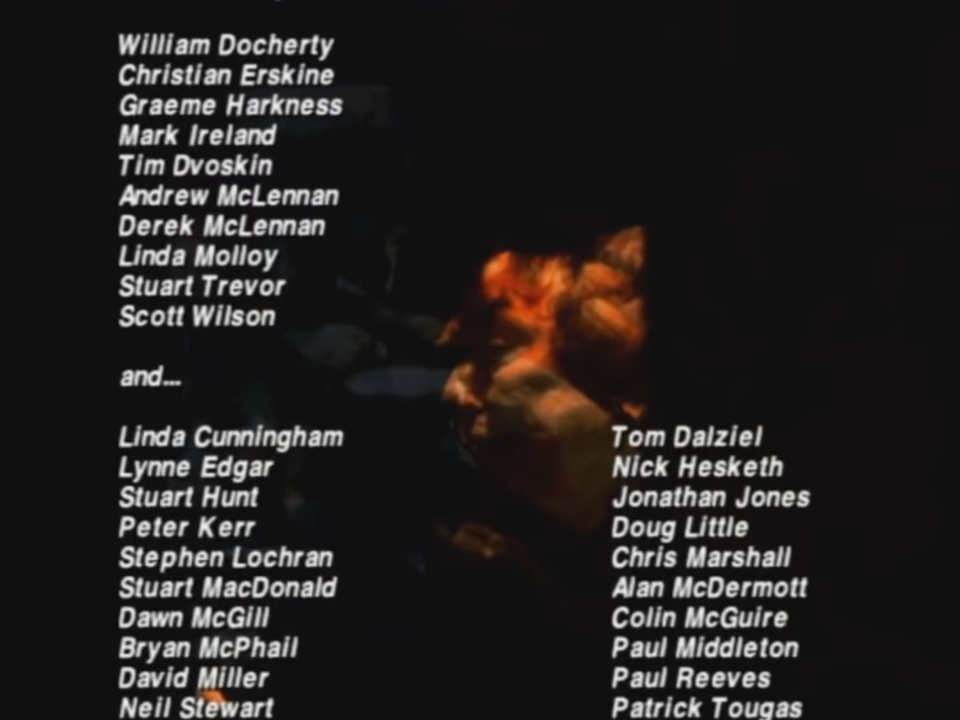 William Docherty
Christian Erskine
Graeme Harkness
Mark Ireland
Tim Dvoskin
Andrew McLennan
Derek McLennan
Linda Molloy
Stuart Trevor
Scott Wilson
and...
Linda Cunningham
Lynne Edgar
Stuart Hunt
Peter Kerr
Stephen Lochran
Stuart MacDonald
Dawn McGill
Bryan McPhail
David Miller
Neil Stewart
Tom Dalziel
Nick Hesketh
Jonathan Jones
Doug Little
Chris Marshall
Alan McDermott
Colin McGuire
Paul Middleton
Paul Reeves
Patrick Tougas